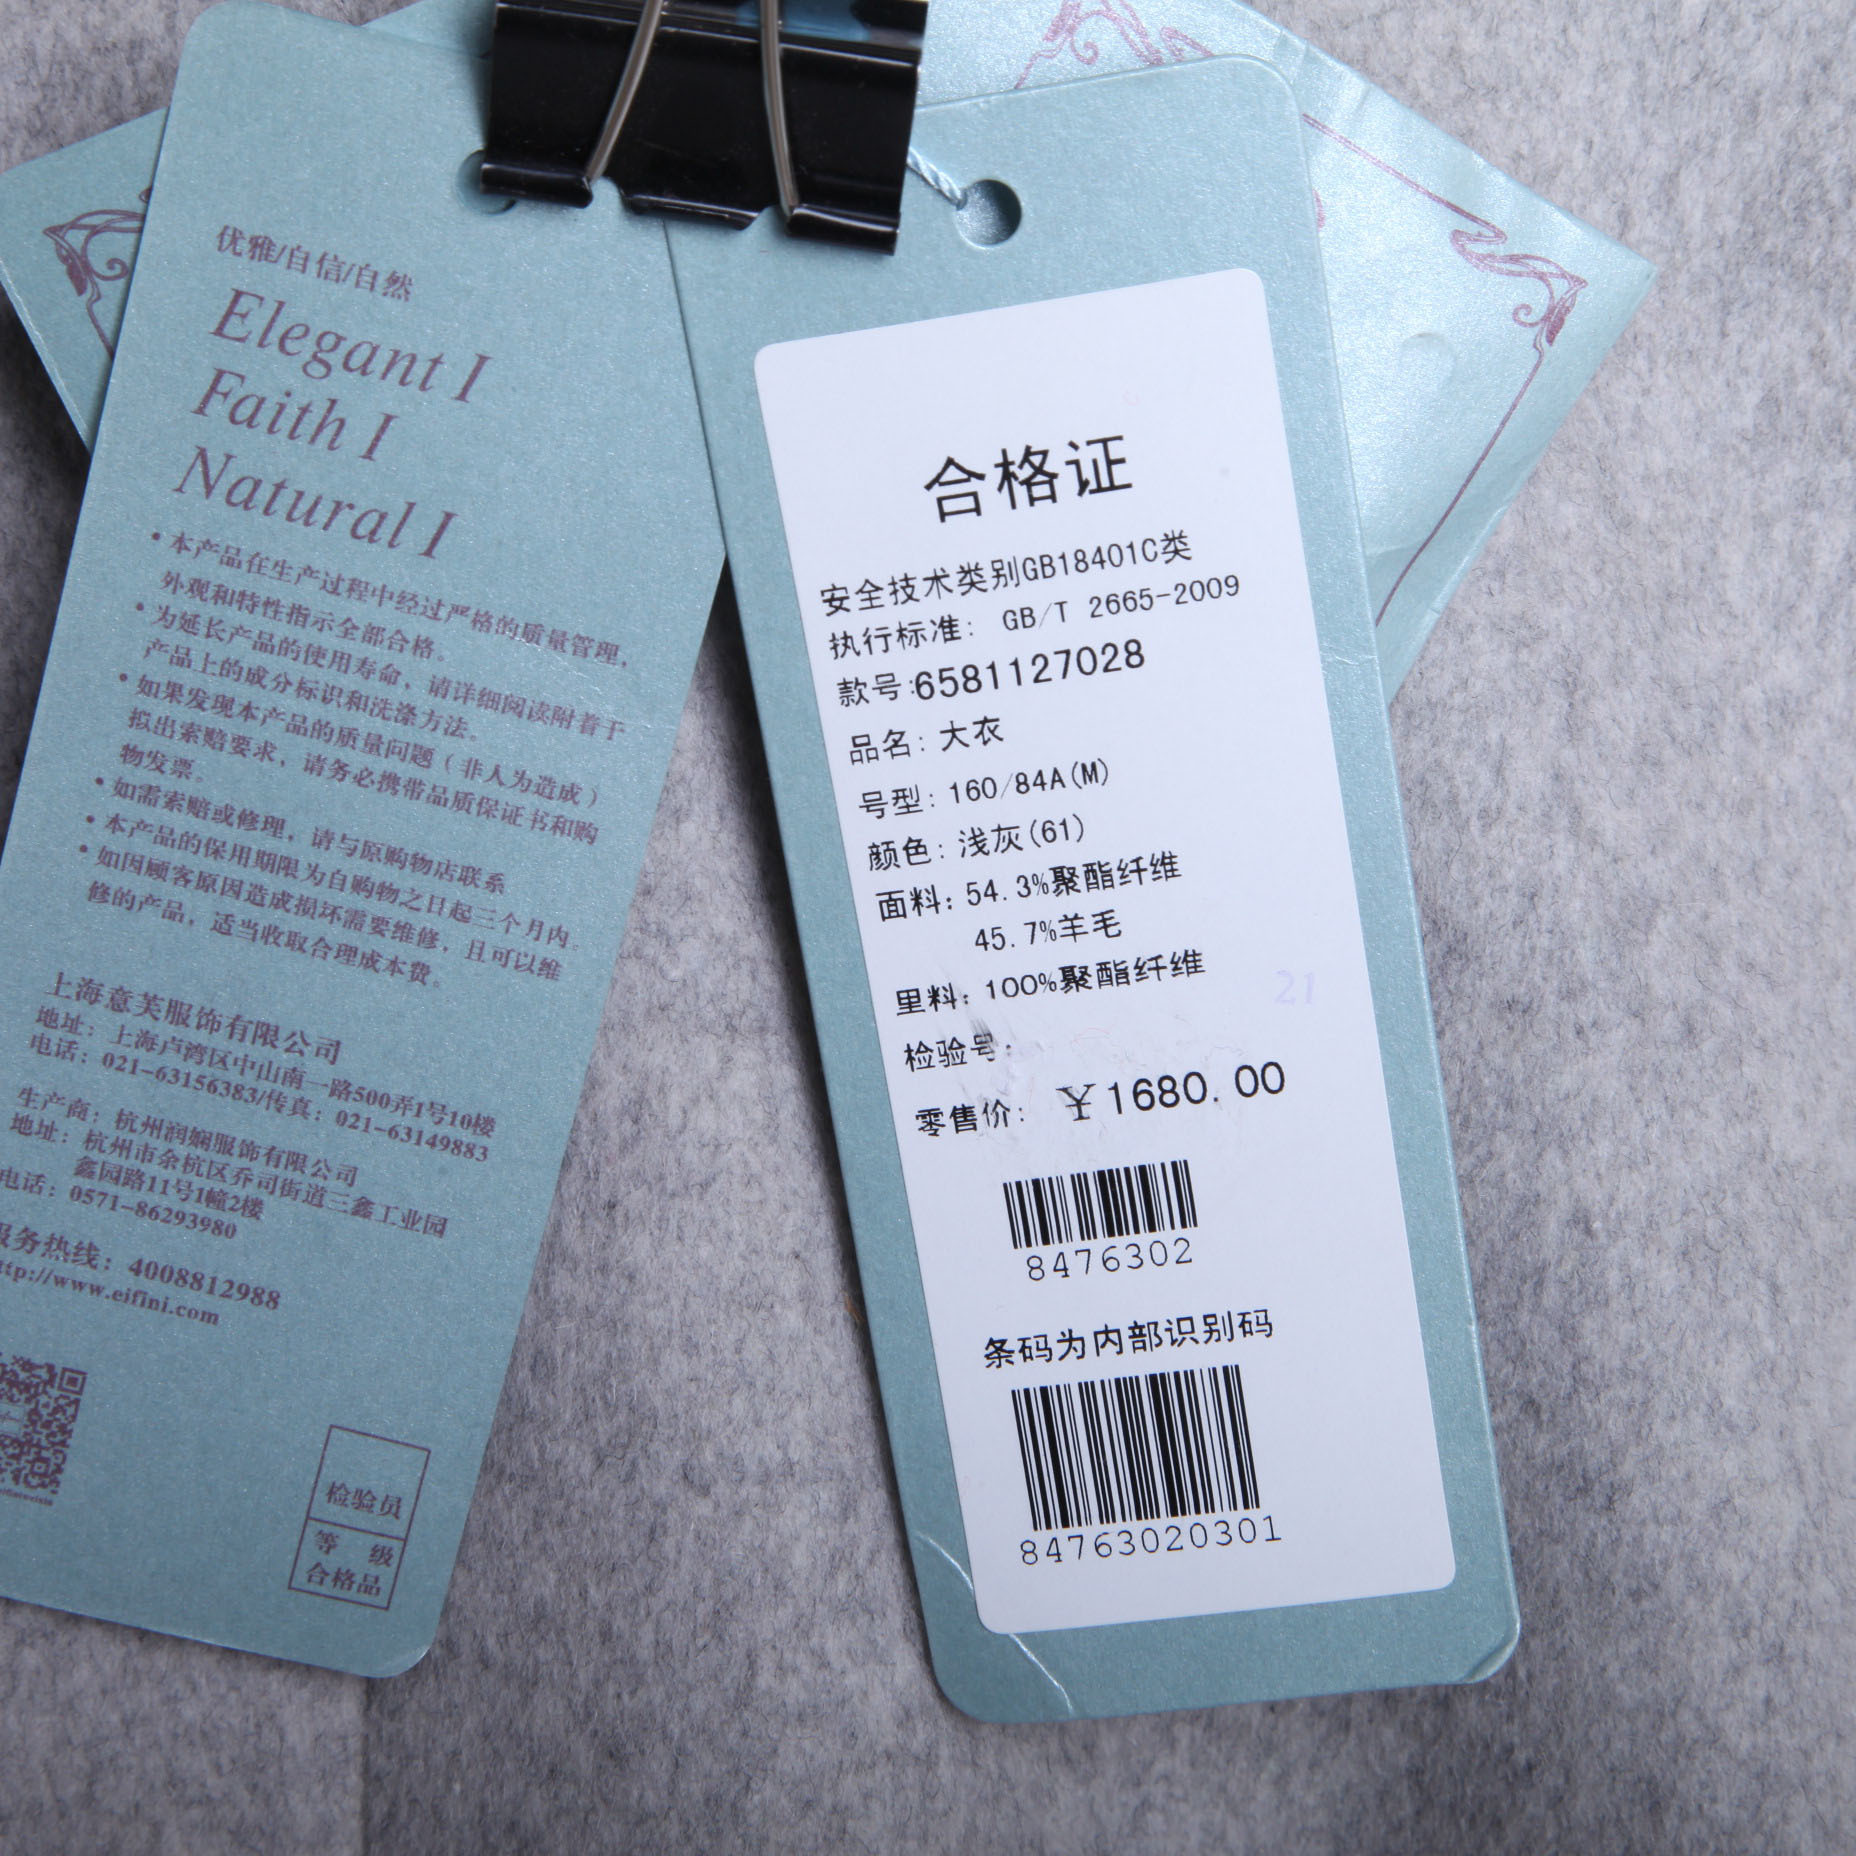 优雅/自信/自然
Elegant I
Faith I
Natural I
• 本产品在生产过程中经过严格的质量管理，
外观和特性指示全部合格。
• 为延长产品的使用寿命，请详细阅读附着于
产品上的成分标识和洗涤方法。
• 如果发现本产品的质量问题（非人为造成）
拟出索赔要求，请务必携带品质保证书和购
物发票。
• 如需索赔或修理，请与原购物店联系
• 本产品的保用期限为自购物之日起三个月内。
• 如因顾客原因造成损坏需要维修，且可以维
修的产品，适当收取合理成本费。
上海意芙服饰有限公司
地址：上海卢湾区中山南一路500弄1号10楼
电话：021-63156383/传真：021-63149883
生产商：杭州润娴服饰有限公司
地址：杭州市余杭区乔司街道三鑫工业园
鑫园路11号1幢2楼
电话：0571-86293980
服务热线：4008812988
ttp://www.eifini.com
检验员
等 级
合格品
合格证
安全技术类别GB18401C类
执行标准: GB/T 2665-2009
款号:6581127028
品名: 大衣
号型: 160/84A(M)
颜色: 浅灰(61)
面料: 54.3%聚酯纤维
45.7%羊毛
里料: 100%聚酯纤维
21
检验号:
零售价: ￥1680.00
8476302
条码为内部识别码
84763020301